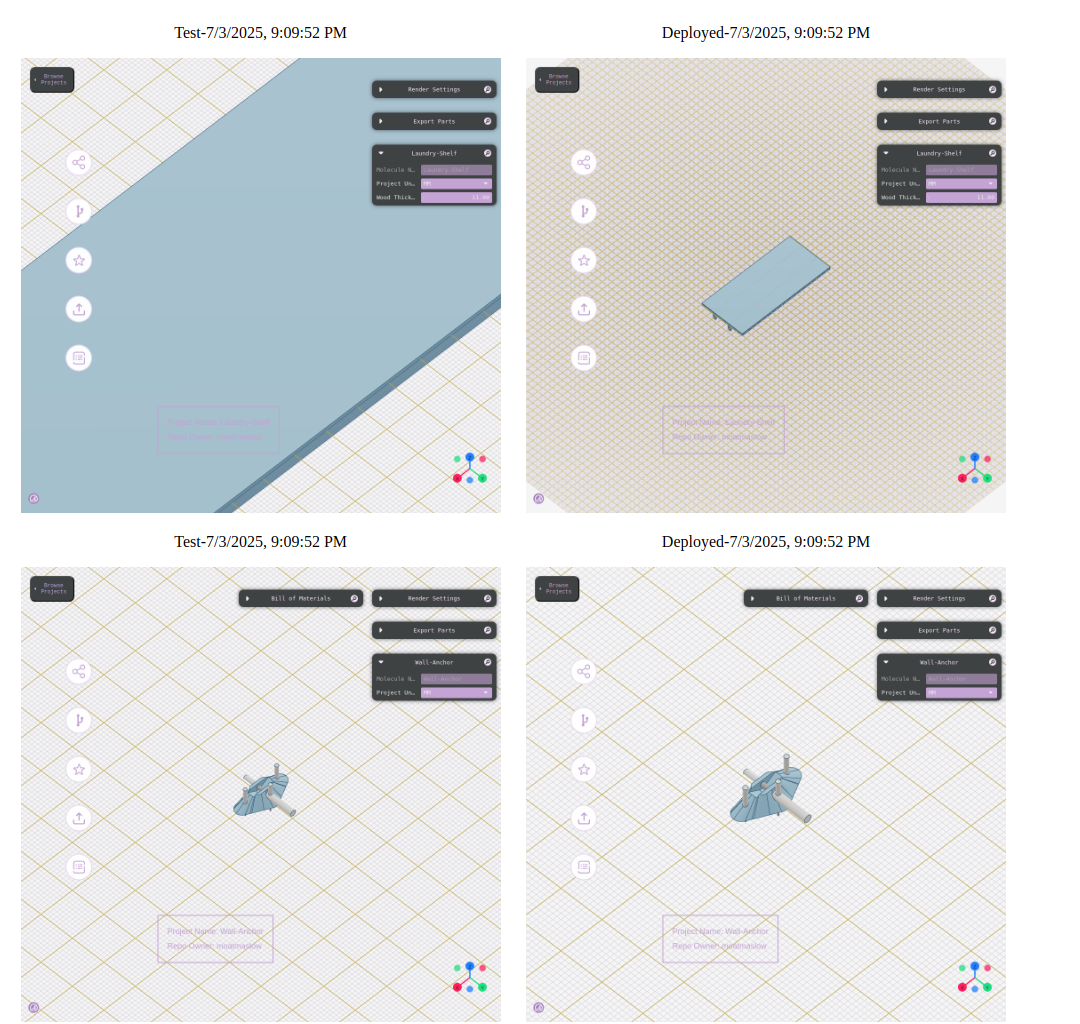 Test-7/3/2025, 9:09:52 PM
Deployed-7/3/2025, 9:09:52 PM
Browse
Projects
Render Settings
Export Parts
Laundry-Shelf
Molecule N...
Laundry-Shelf
Project Un...
MM
Wood Thick...
11.00
Project Name: Laundry-Shelf
Repo Owner: moatmaslow
Browse
Projects
Render Settings
Export Parts
Laundry-Shelf
Molecule N...
Laundry-Shelf
Project Un...
MM
Wood Thick...
11.00
Project Name: Laundry-Shelf
Repo Owner: moatmaslow
Test-7/3/2025, 9:09:52 PM
Deployed-7/3/2025, 9:09:52 PM
Browse
Projects
Bill of Materials
Render Settings
Export Parts
Wall-Anchor
Molecule N...
Wall-Anchor
Project Un...
MM
Project Name: Wall-Anchor
Repo Owner: moatmaslow
Browse
Projects
Bill of Materials
Render Settings
Export Parts
Wall-Anchor
Molecule N...
Wall-Anchor
Project Un...
MM
Project Name: Wall-Anchor
Repo Owner: moatmaslow